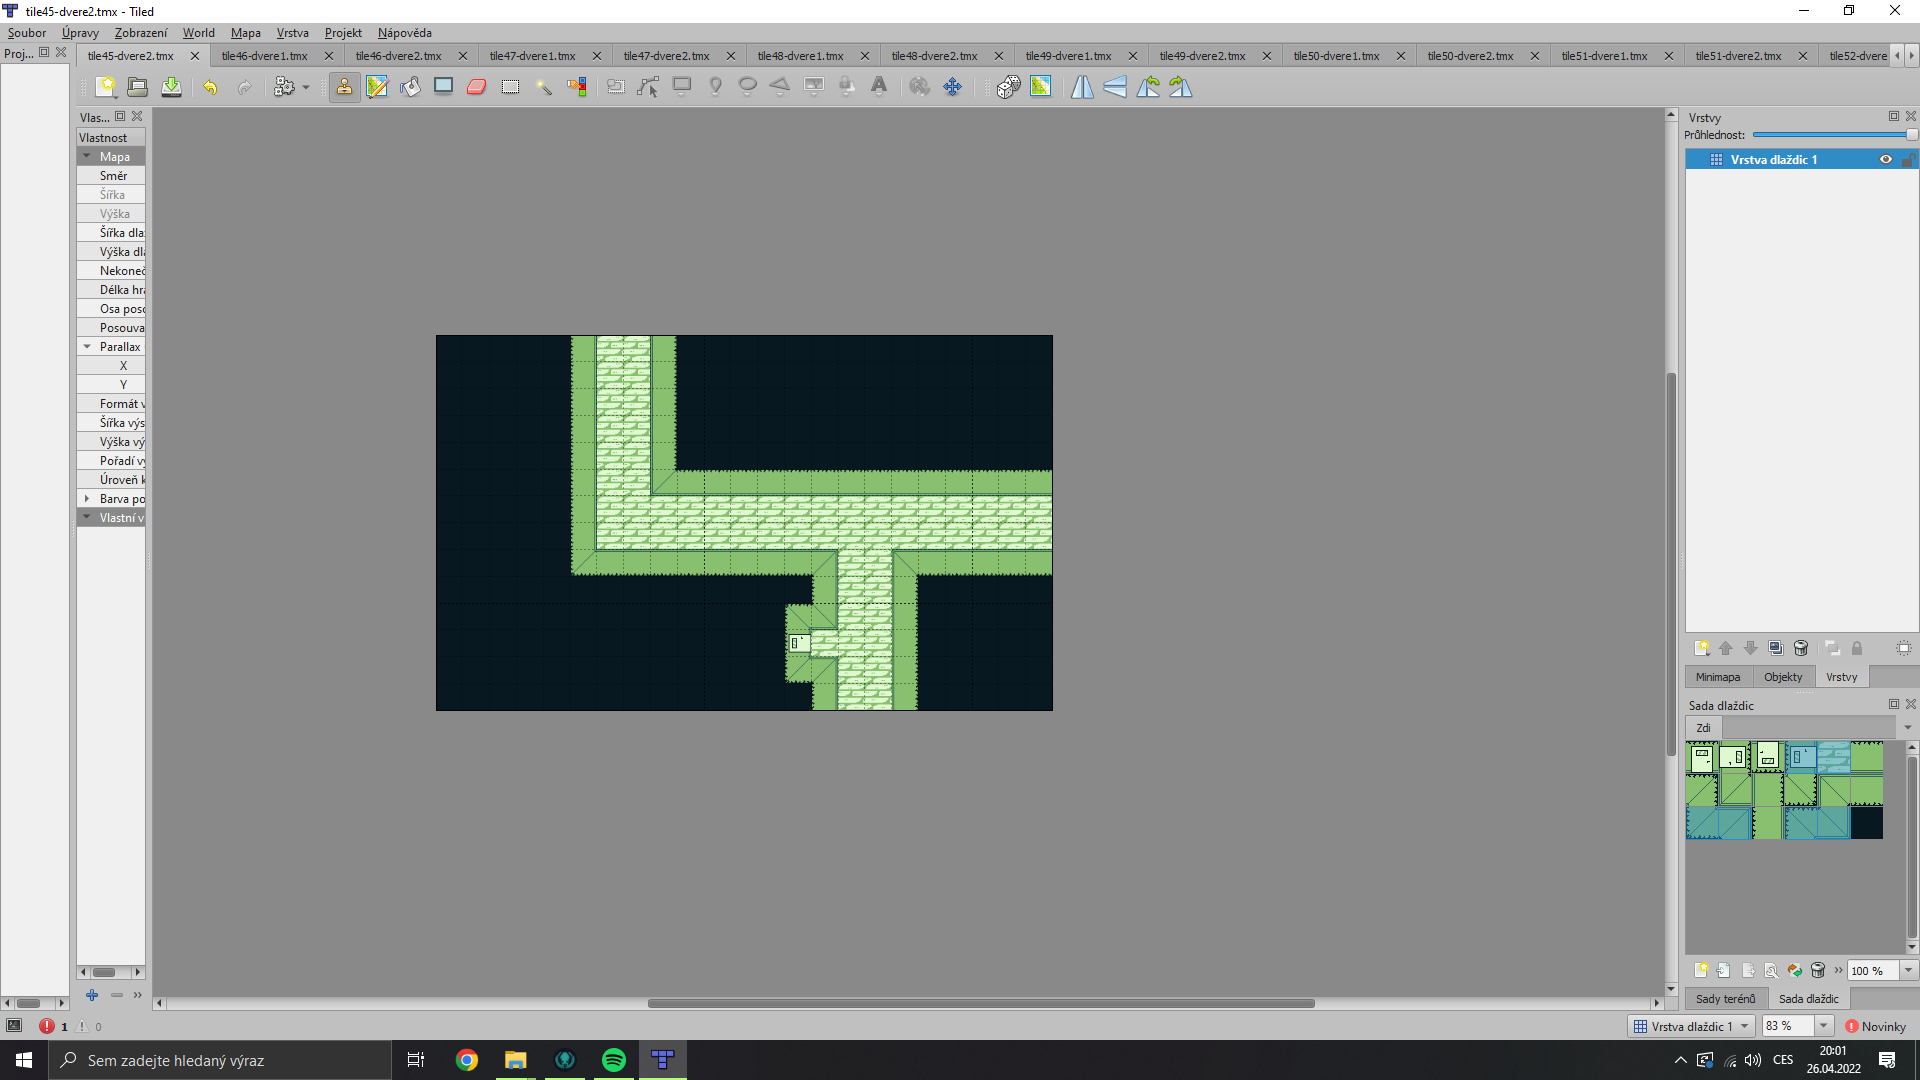 tile45-dvere2.tmx - Tiled
Soubor Úpravy Zobrazení World Mapa Vrstva Projekt Nápověda
Proj...
tile45-dvere2.tmx tile46-dvere1.tmx tile46-dvere2.tmx tile47-dvere1.tmx tile47-dvere2.tmx tile48-dvere1.tmx tile48-dvere2.tmx tile49-dvere1.tmx tile49-dvere2.tmx tile50-dvere1.tmx tile50-dvere2.tmx tile51-dvere1.tmx tile51-dvere2.tmx tile52-dvere
Vlas...
Vlastnost
Mapa
Směr
Šířka
Výška
Šířka dla
Výška dl
Nekoneč
Délka hr
Osa poso
Posouva
Parallax
X
Y
Formát v
Šířka výs
Výška vý
Pořadí vy
Úroveň k
Barva po
Vlastní v
Vrstvy
Průhlednost:
Vrstva dlaždic 1
Minimapa Objekty Vrstvy
Sada dlaždic
Zdi
100 %
Sady terénů Sada dlaždic
1 0
Vrstva dlaždic 1 83 % Novinky
Sem zadejte hledaný výraz
CES
20:01
26.04.2022